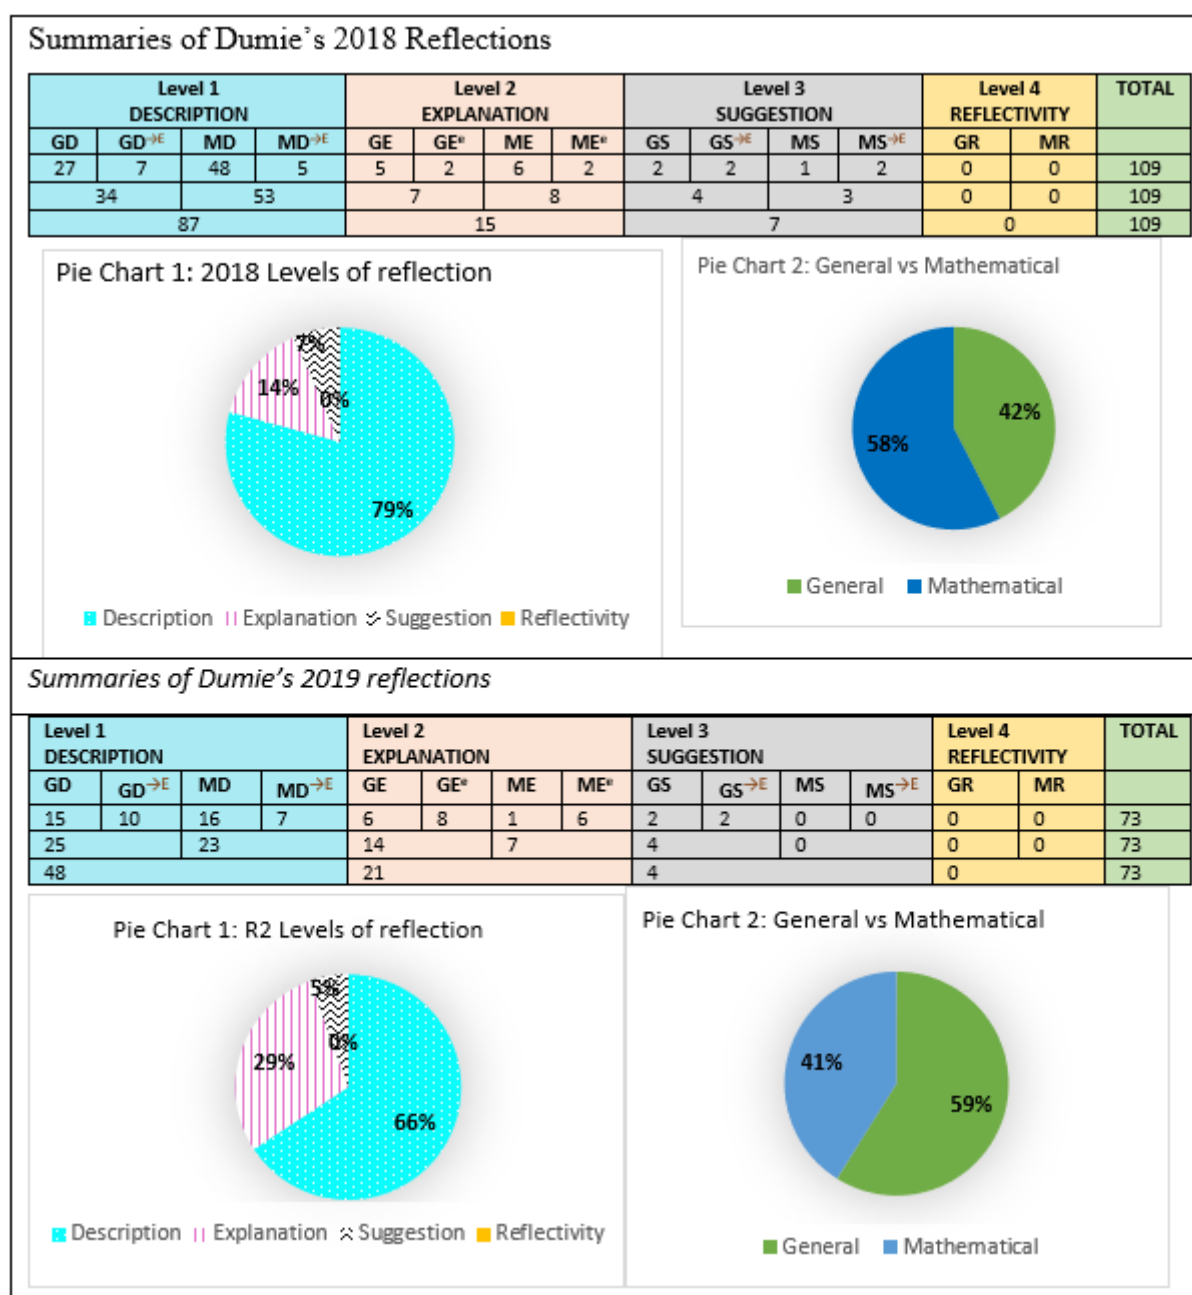 Summaries of Dumie's 2018 Reflections
Level 1 Level 2 Level 3 Level 4 TOTAL
DESCRIPTION EXPLANATION SUGGESTION REFLECTIVITY
GD GD→E MD MD→E GE GEᵉ ME MEᵉ GS GS→E MS MS→E GR MR
27 7 48 5 5 2 6 2 2 2 1 2 0 0 109
34 53 7 8 4 3 0 0 109
87 15 7 0 109
Pie Chart 1: 2018 Levels of reflection
7%
14%
0%
79%
Description Explanation Suggestion Reflectivity
Pie Chart 2: General vs Mathematical
42%
58%
General Mathematical
Summaries of Dumie's 2019 reflections
Level 1 Level 2 Level 3 Level 4 TOTAL
DESCRIPTION EXPLANATION SUGGESTION REFLECTIVITY
GD GD→E MD MD→E GE GEᵉ ME MEᵉ GS GS→E MS MS→E GR MR
15 10 16 7 6 8 1 6 2 2 0 0 0 0 73
25 23 14 7 4 0 0 0 73
48 21 4 0 73
Pie Chart 1: R2 Levels of reflection
5%
0%
29%
66%
Description Explanation Suggestion Reflectivity
Pie Chart 2: General vs Mathematical
41%
59%
General Mathematical